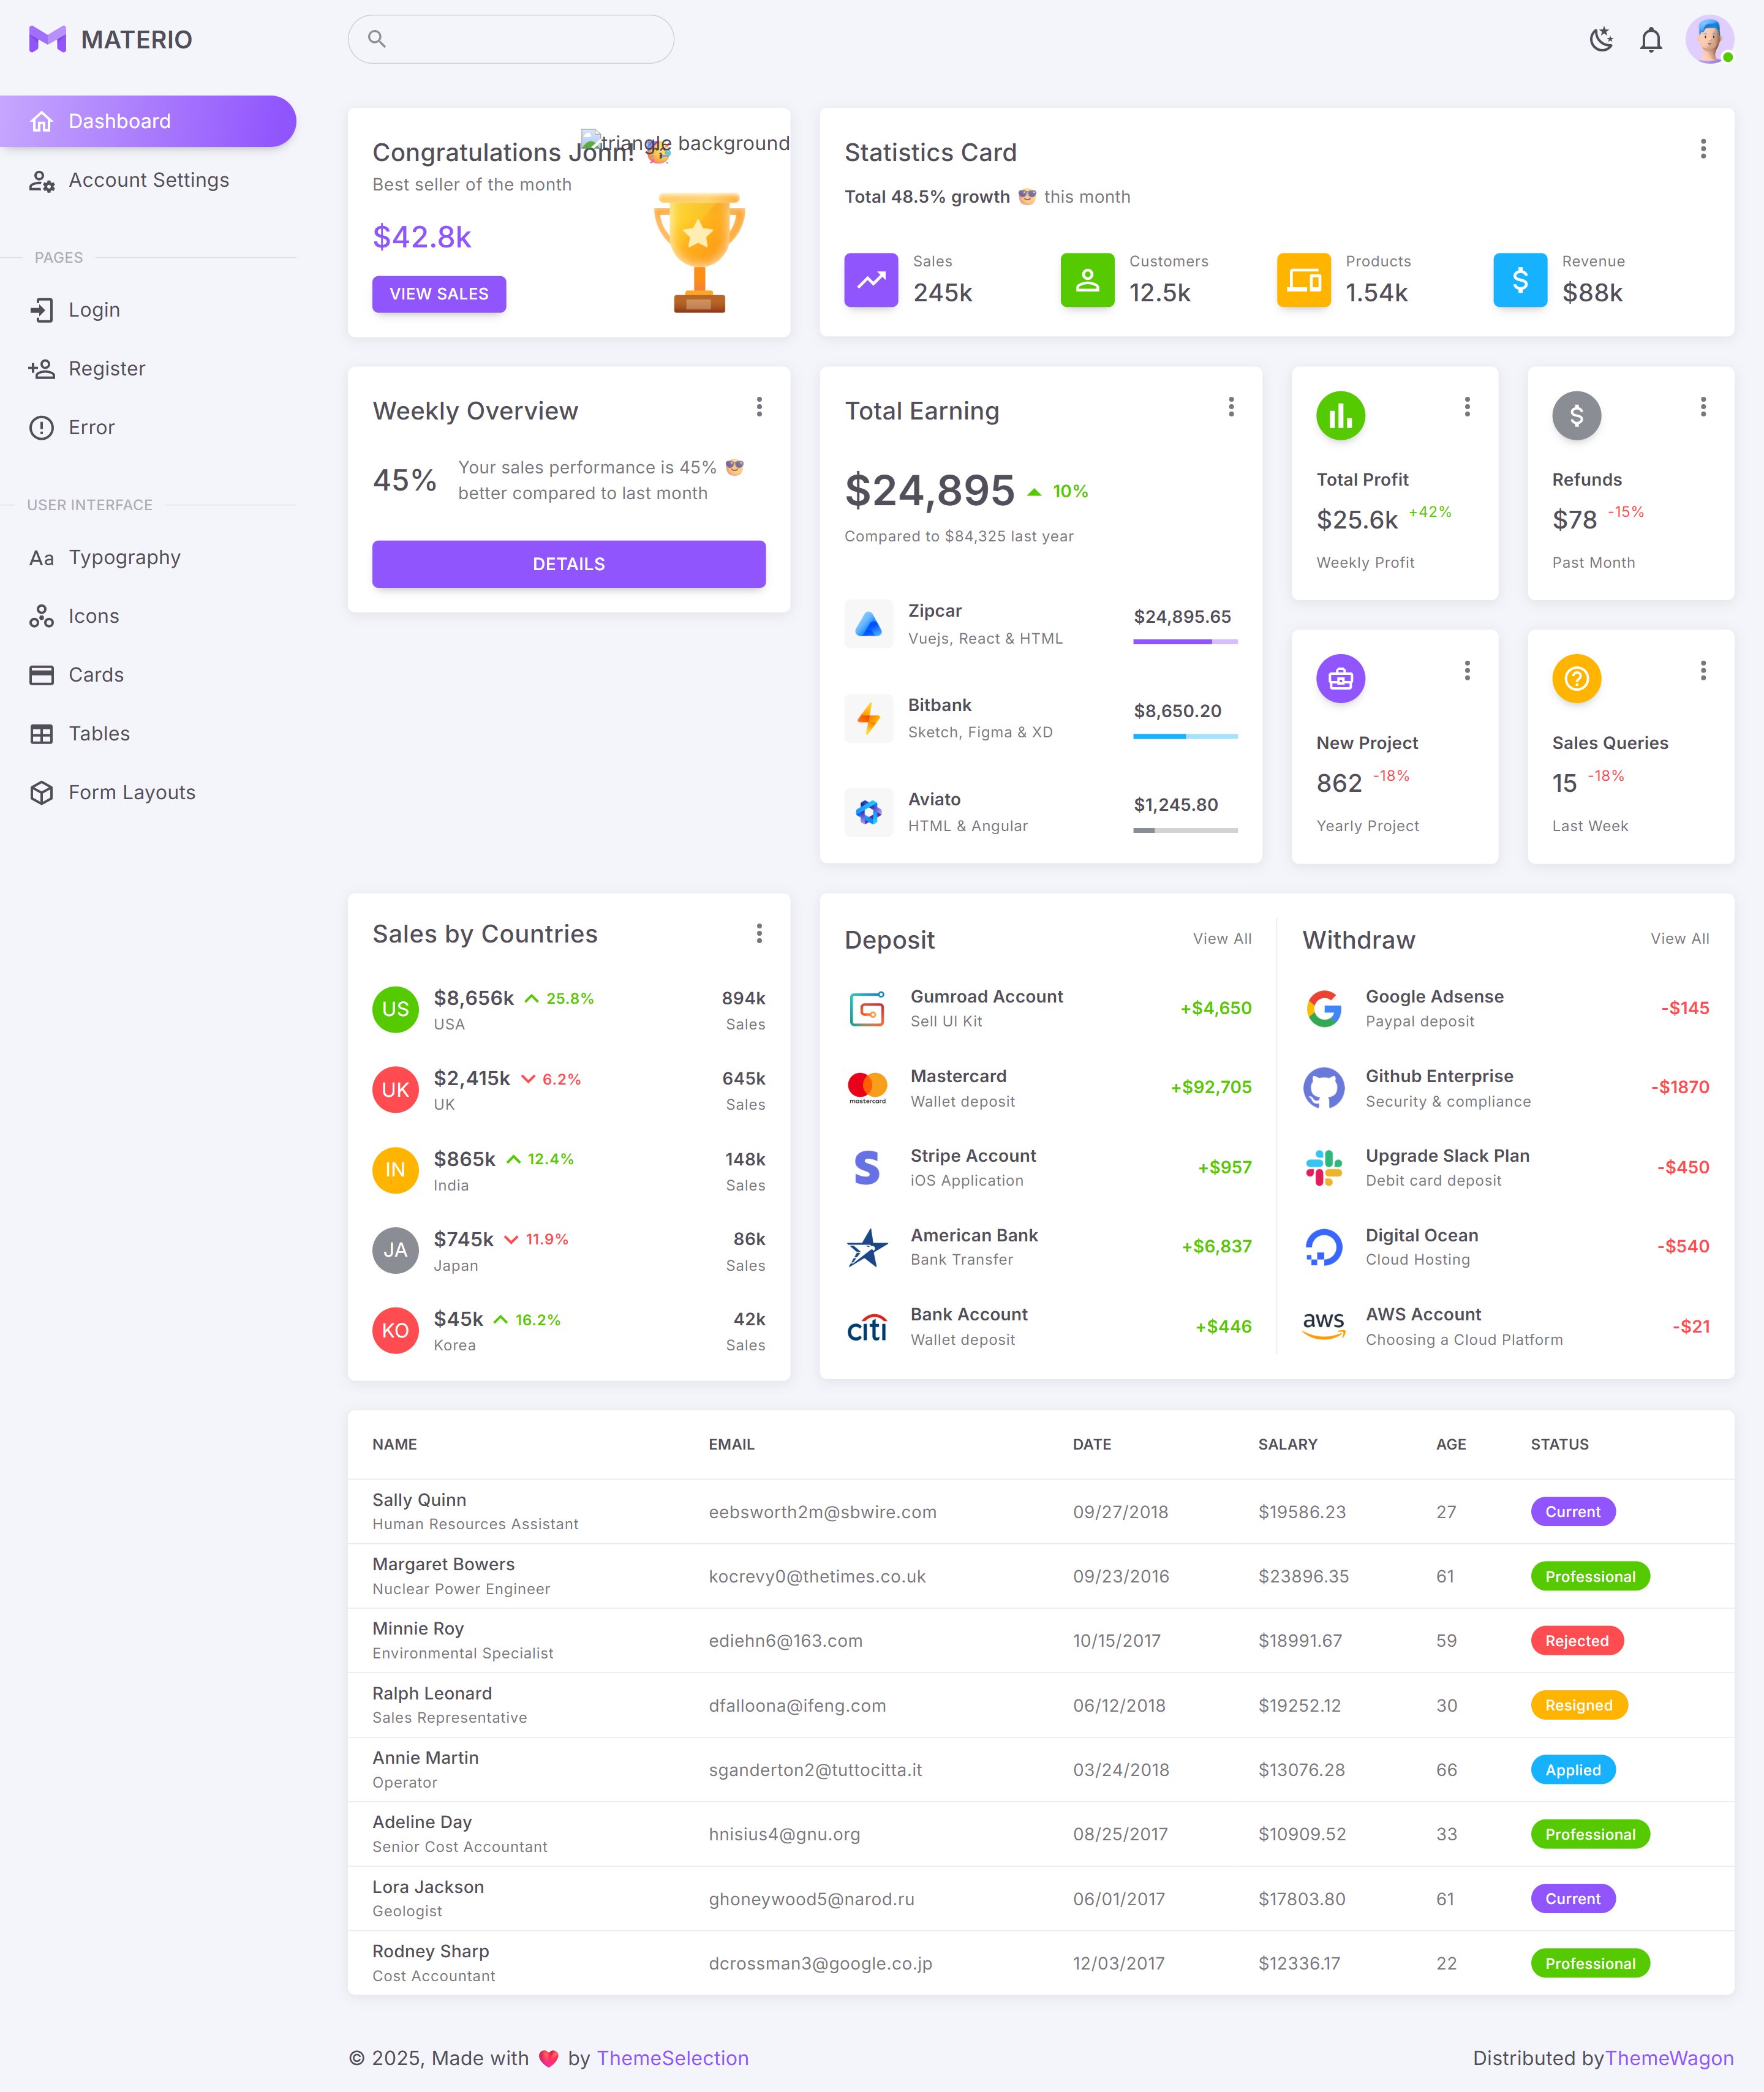 MATERIO
Dashboard
Account Settings
PAGES
Login
Register
Error
USER INTERFACE
Aa Typography
Icons
Cards
Tables
Form Layouts
Congratulations John! 🥳
triangle background
Best seller of the month
$42.8k
VIEW SALES
Statistics Card
Total 48.5% growth 😎 this month
Sales
245k
Customers
12.5k
Products
1.54k
$
Revenue
$88k
Weekly Overview
45%
Your sales performance is 45% 😎
better compared to last month
DETAILS
Total Earning
$24,895 10%
Compared to $84,325 last year
Zipcar
Vuejs, React & HTML
$24,895.65
Bitbank
Sketch, Figma & XD
$8,650.20
Aviato
HTML & Angular
$1,245.80
Total Profit
$25.6k +42%
Weekly Profit
$
Refunds
$78 -15%
Past Month
New Project
862 -18%
Yearly Project
?
Sales Queries
15 -18%
Last Week
Sales by Countries
US
$8,656k 25.8%
USA
894k
Sales
UK
$2,415k 6.2%
UK
645k
Sales
IN
$865k 12.4%
India
148k
Sales
JA
$745k 11.9%
Japan
86k
Sales
KO
$45k 16.2%
Korea
42k
Sales
Deposit View All
Gumroad Account
Sell UI Kit
+$4,650
mastercard
Mastercard
Wallet deposit
+$92,705
S
Stripe Account
iOS Application
+$957
American Bank
Bank Transfer
+$6,837
citi
Bank Account
Wallet deposit
+$446
Withdraw View All
G
Google Adsense
Paypal deposit
-$145
Github Enterprise
Security & compliance
-$1870
Upgrade Slack Plan
Debit card deposit
-$450
Digital Ocean
Cloud Hosting
-$540
aws
AWS Account
Choosing a Cloud Platform
-$21
NAME EMAIL DATE SALARY AGE STATUS
Sally Quinn
Human Resources Assistant
eebsworth2m@sbwire.com 09/27/2018 $19586.23 27 Current
Margaret Bowers
Nuclear Power Engineer
kocrevy0@thetimes.co.uk 09/23/2016 $23896.35 61 Professional
Minnie Roy
Environmental Specialist
ediehn6@163.com 10/15/2017 $18991.67 59 Rejected
Ralph Leonard
Sales Representative
dfalloona@ifeng.com 06/12/2018 $19252.12 30 Resigned
Annie Martin
Operator
sganderton2@tuttocitta.it 03/24/2018 $13076.28 66 Applied
Adeline Day
Senior Cost Accountant
hnisius4@gnu.org 08/25/2017 $10909.52 33 Professional
Lora Jackson
Geologist
ghoneywood5@narod.ru 06/01/2017 $17803.80 61 Current
Rodney Sharp
Cost Accountant
dcrossman3@google.co.jp 12/03/2017 $12336.17 22 Professional
© 2025, Made with ❤️ by ThemeSelection
Distributed byThemeWagon